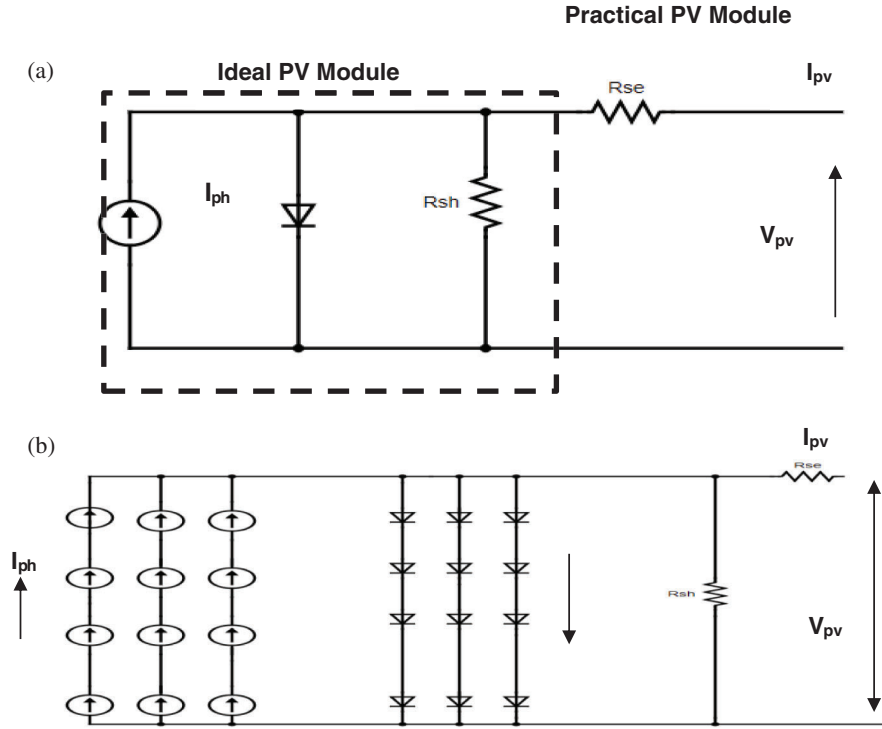 Practical PV Module
(a)
Ideal PV Module
Rse
Ipv
Iph
Rsh
Vpv
(b)
Ipv
Rse
Iph
Rsh
Vpv